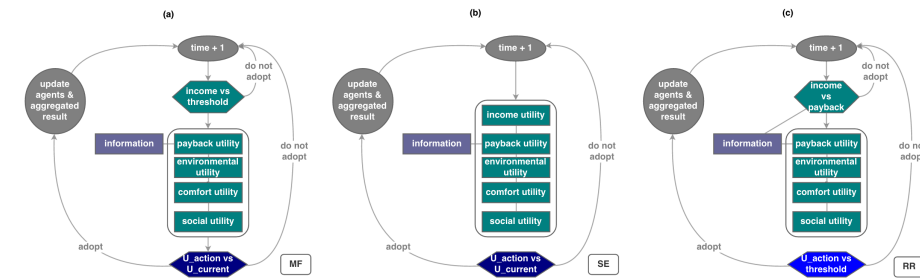 (a)
time + 1
do not
adopt
update
agents &
aggregated
result
income vs
threshold
information
payback utility
environmental
utility
comfort utility
social utility
do not
adopt
adopt
U_action vs
U_current
MF
(b)
time + 1
update
agents &
aggregated
result
income utility
information
payback utility
environmental
utility
comfort utility
social utility
do not
adopt
adopt
U_action vs
U_current
SE
(c)
time + 1
do not
adopt
update
agents &
aggregated
result
income
vs
payback
information
payback utility
environmental
utility
comfort utility
social utility
do no
adop
adopt
U_action vs
threshold
RR